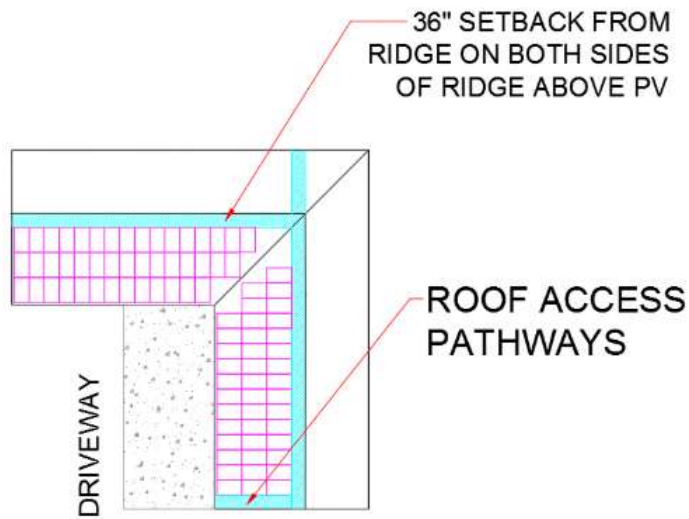 36" SETBACK FROM
RIDGE ON BOTH SIDES
OF RIDGE ABOVE PV
ROOF ACCESS
PATHWAYS
DRIVEWAY